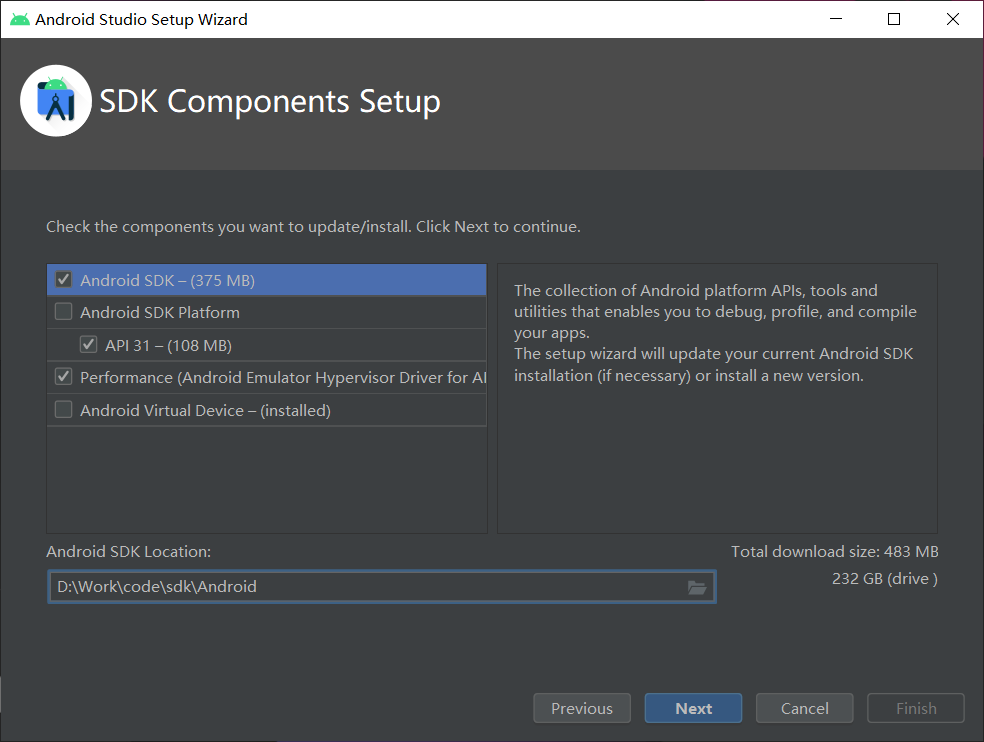 Android Studio Setup Wizard
SDK Components Setup
Check the components you want to update/install. Click Next to continue.
Android SDK – (375 MB)
Android SDK Platform
API 31 – (108 MB)
Performance (Android Emulator Hypervisor Driver for AI
Android Virtual Device – (installed)
The collection of Android platform APIs, tools and
utilities that enables you to debug, profile, and compile
your apps.
The setup wizard will update your current Android SDK
installation (if necessary) or install a new version.
Android SDK Location:
Total download size: 483 MB
D:\Work\code\sdk\Android
232 GB (drive )
Previous
Next
Cancel
Finish